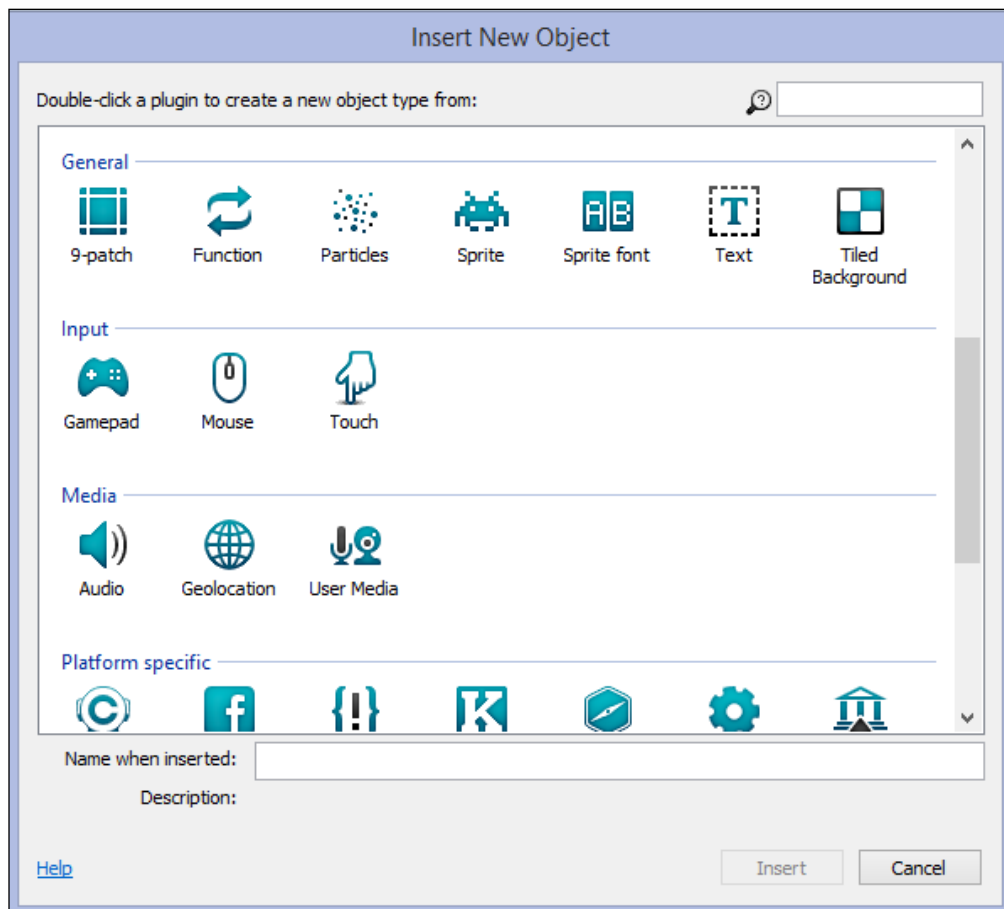 Insert New Object
Double-click a plugin to create a new object type from:
General
9-patch Function Particles Sprite Sprite font Text Tiled
Background
Input
Gamepad Mouse Touch
Media
Audio Geolocation User Media
Platform specific
Name when inserted:
Description:
Help Insert Cancel